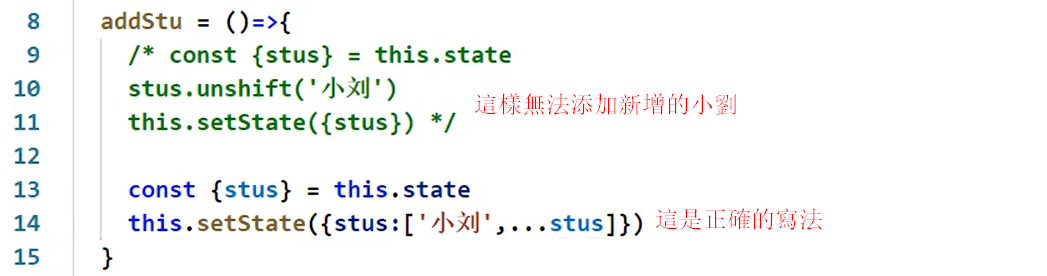 8 addStu = ()=>{
9 /* const {stus} = this.state
10 stus.unshift('小刘')
這樣無法添加新增的小劉
11 this.setState({stus}) */
12
13 const {stus} = this.state
14 this.setState({stus:['小刘',...stus]}) 這是正確的寫法
15 }